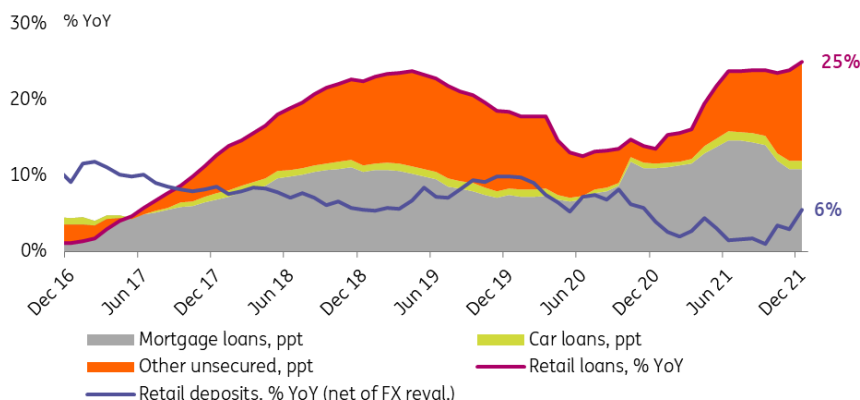 30% % YoY
25%
20%
10%
6%
0%
Dec 16 Jun 17 Dec 17 Jun 18 Dec 18 Jun 19 Dec 19 Jun 20 Dec 20 Jun 21 Dec 21
Mortgage loans, ppt Car loans, ppt
Other unsecured, ppt Retail loans, % YoY
Retail deposits, % YoY (net of FX reval.)